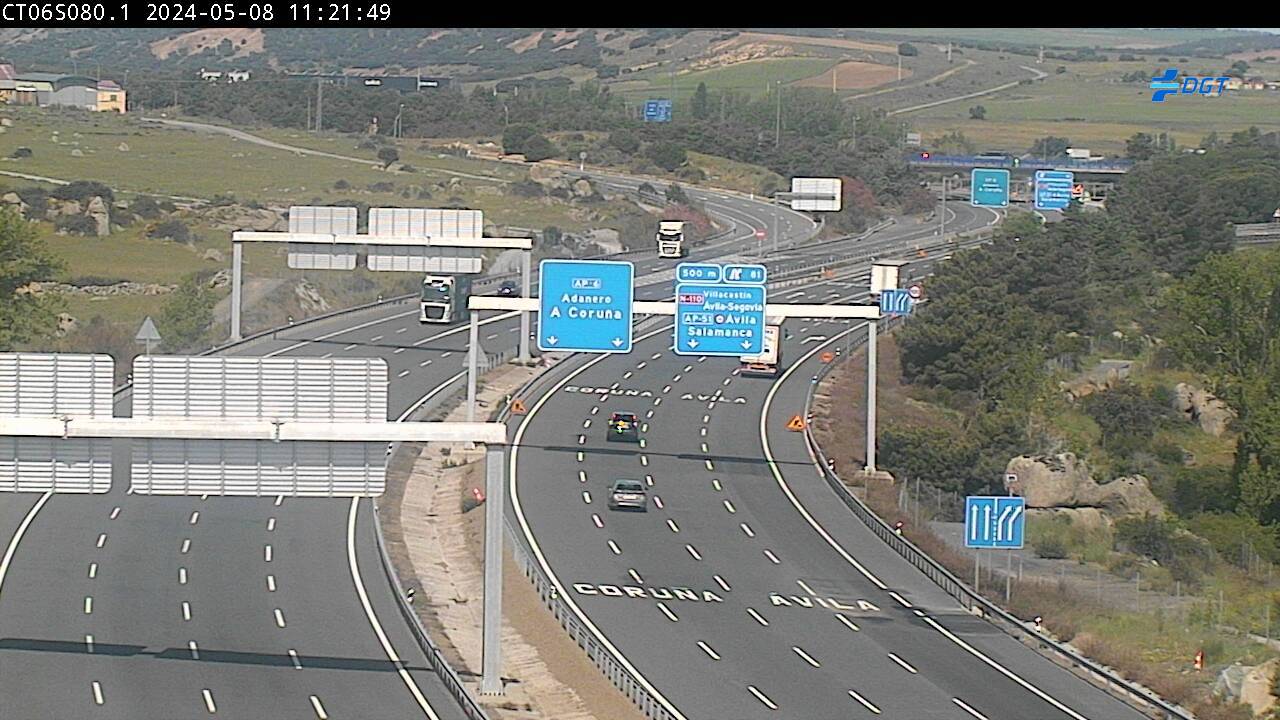 CT06S080.1 2024-05-08 11:21:49
DGT
AP-6
Adanero
A Coruña
500 m 81
N-110 Villacastín
Ávila-Segovia
AP-51 Ávila
Salamanca
CORUÑA ÁVILA
CORUÑA ÁVILA